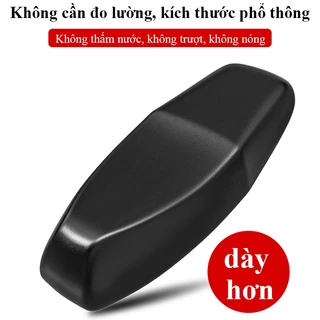 Không cần đo lường, kích thước phổ thông
Không thấm nước, không trượt, không nóng
dày
hơn